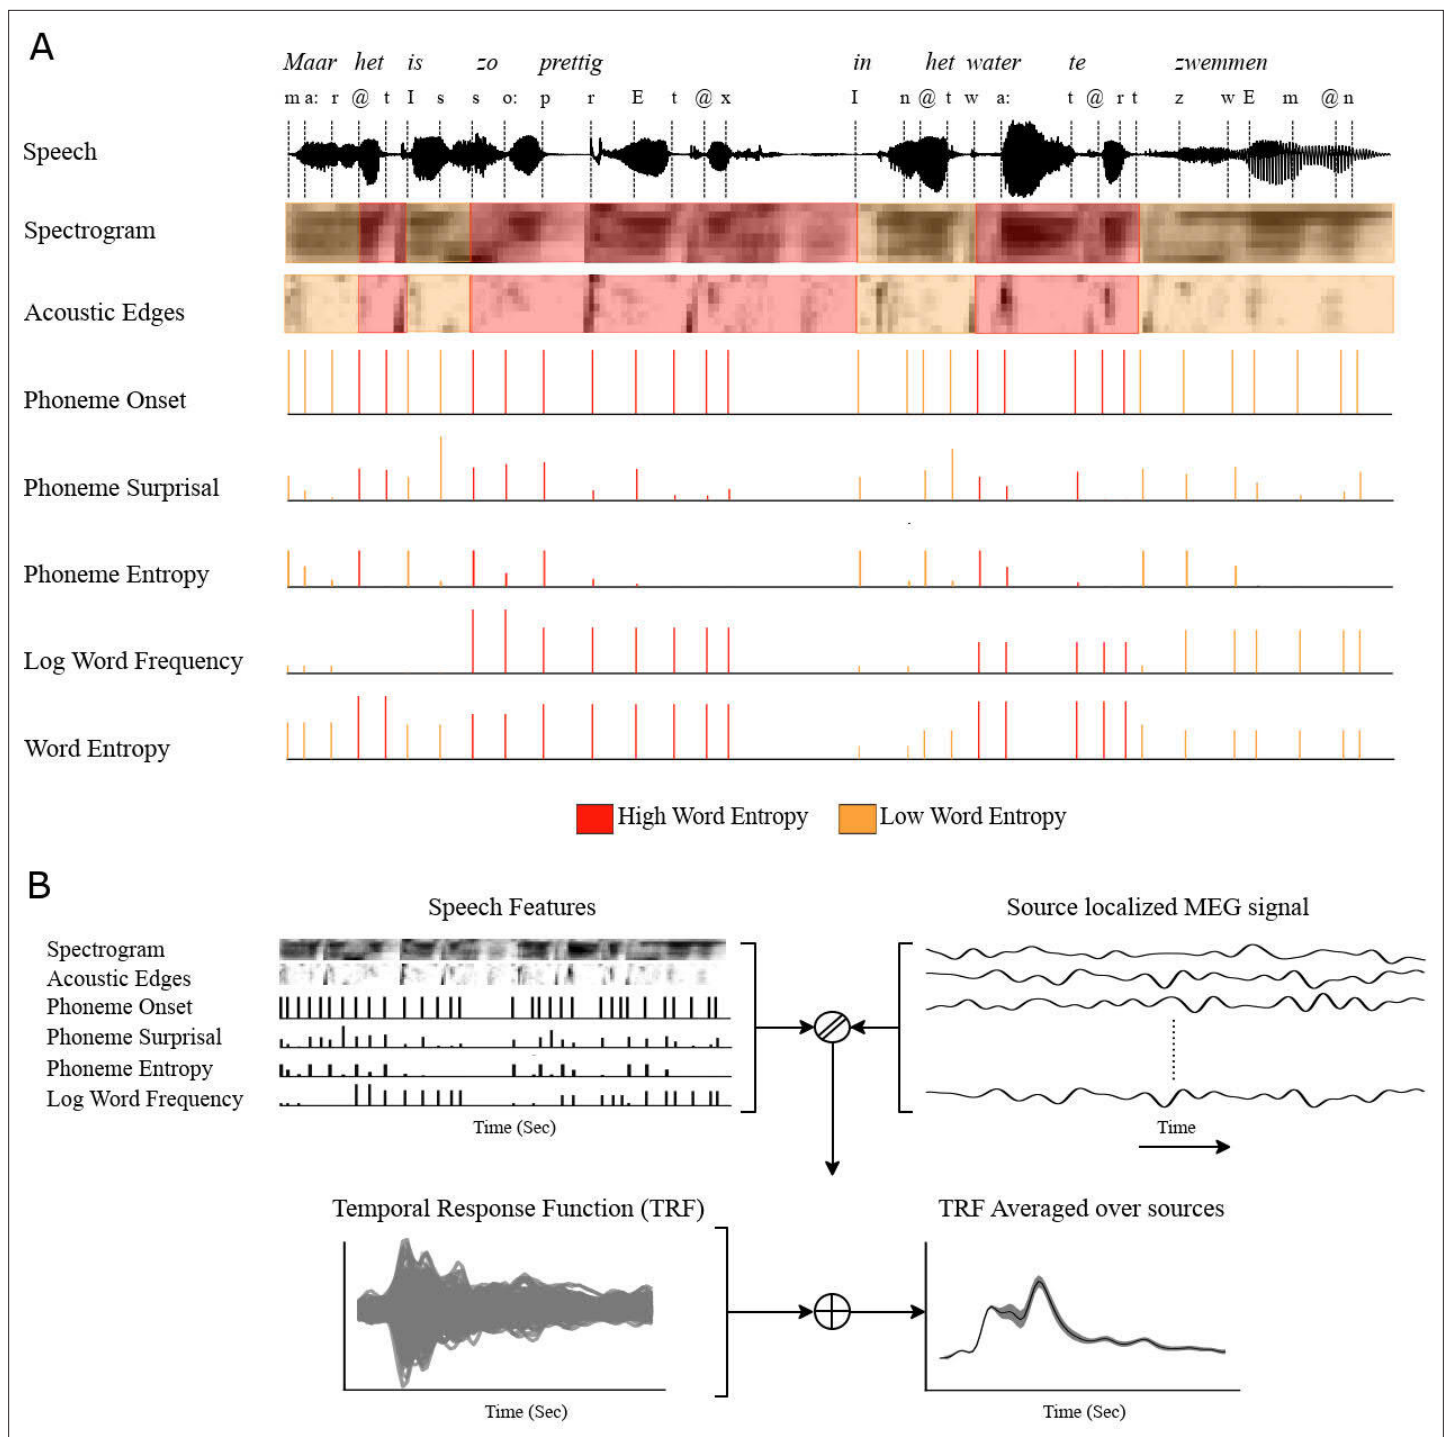 A
Maar het is zo prettig in het water te zwemmen
m a: r @ t I s s o: p r E t @ x I n @ t w a: t @ r t z w E m @ n
Speech
Spectrogram
Acoustic Edges
Phoneme Onset
Phoneme Surprisal
Phoneme Entropy
Log Word Frequency
Word Entropy
High Word Entropy Low Word Entropy
B
Speech Features Source localized MEG signal
Spectrogram
Acoustic Edges
Phoneme Onset
Phoneme Surprisal
Phoneme Entropy
Log Word Frequency
Time (Sec) Time
Temporal Response Function (TRF) TRF Averaged over sources
Time (Sec) Time (Sec)